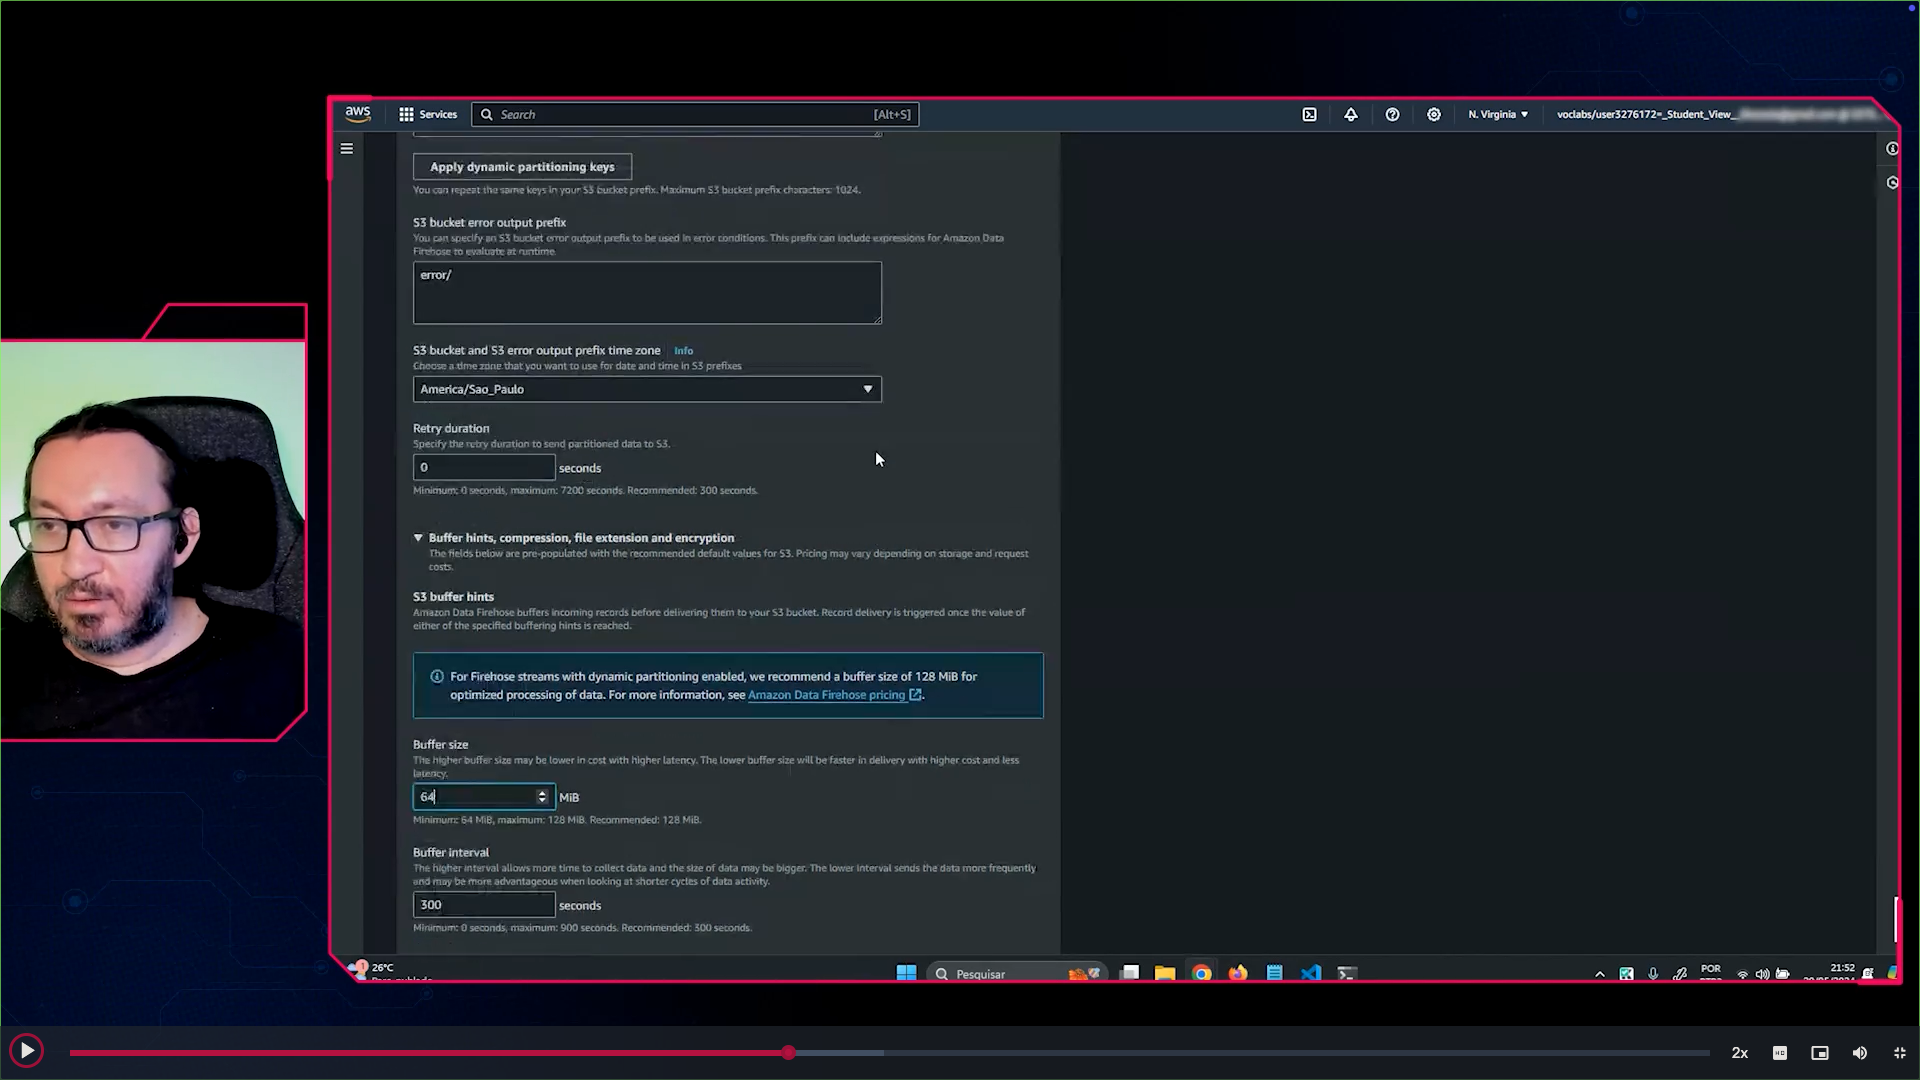 aws
Services
Search
[Alt+S]
N. Virginia
voclabs/user3276172=_Student_View_
Apply dynamic partitioning keys
You can repeat the same keys in your S3 bucket prefix. Maximum S3 bucket prefix characters: 1024.
S3 bucket error output prefix
You can specify an S3 bucket error output prefix to be used in error conditions. This prefix can include expressions for Amazon Data
Firehose to evaluate at runtime.
error/
S3 bucket and S3 error output prefix time zone Info
Choose a time zone that you want to use for date and time in S3 prefixes
America/Sao_Paulo
Retry duration
Specify the retry duration to send partitioned data to S3.
0 seconds
Minimum: 0 seconds, maximum: 7200 seconds. Recommended: 300 seconds.
Buffer hints, compression, file extension and encryption
The fields below are pre-populated with the recommended default values for S3. Pricing may vary depending on storage and request
costs.
S3 buffer hints
Amazon Data Firehose buffers incoming records before delivering them to your S3 bucket. Record delivery is triggered once the value of
either of the specified buffering hints is reached.
For Firehose streams with dynamic partitioning enabled, we recommend a buffer size of 128 MiB for
optimized processing of data. For more information, see Amazon Data Firehose pricing.
Buffer size
The higher buffer size may be lower in cost with higher latency. The lower buffer size will be faster in delivery with higher cost and less
latency.
64 MiB
Minimum: 64 MiB, maximum: 128 MiB. Recommended: 128 MiB.
Buffer interval
The higher interval allows more time to collect data and the size of data may be bigger. The lower interval sends the data more frequently
and may be more advantageous when looking at shorter cycles of data activity.
300 seconds
Minimum: 0 seconds, maximum: 900 seconds. Recommended: 300 seconds.
1
26°C
Pesquisar
POR
21:52
2x